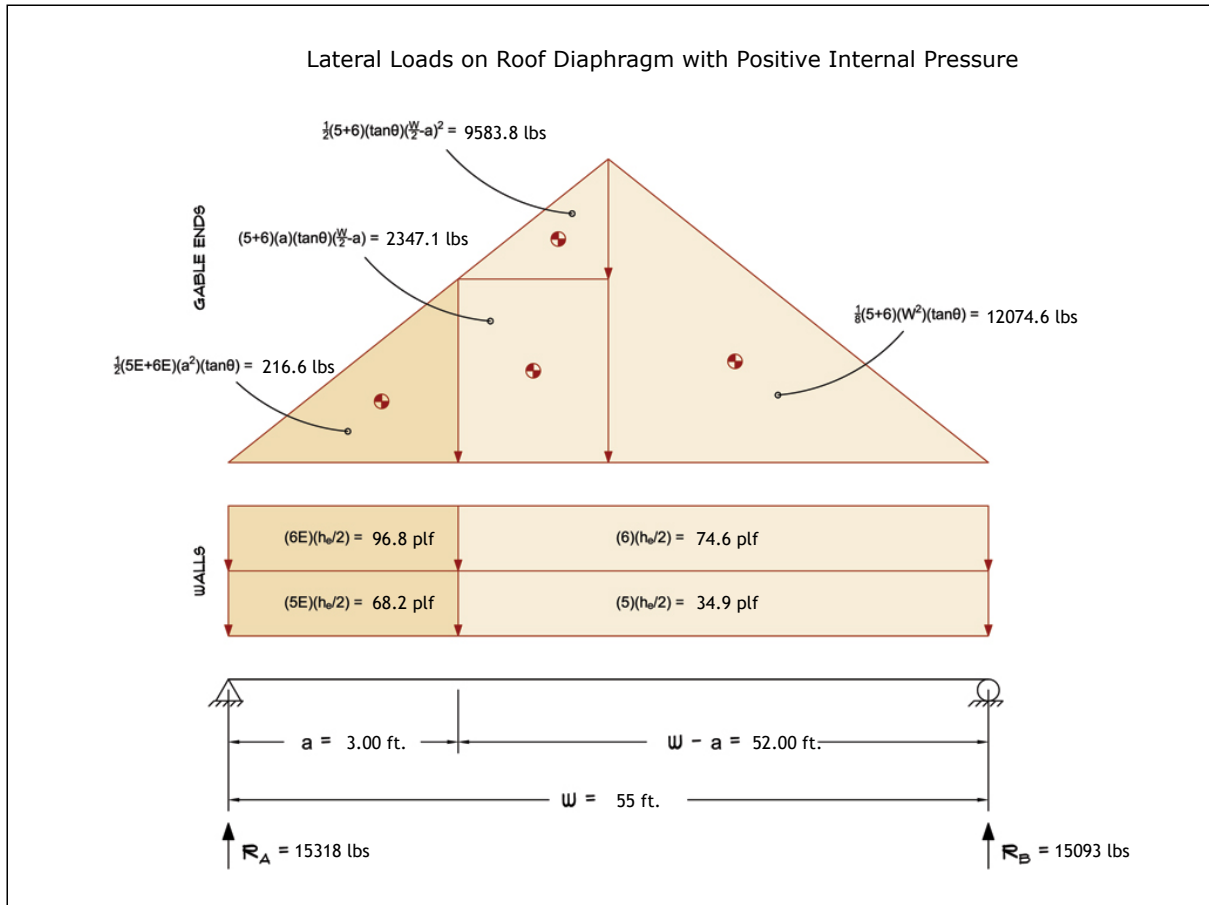 Lateral Loads on Roof Diaphragm with Positive Internal Pressure
½(5+6)(tanθ)(W/2-a)² = 9583.8 lbs
GABLE ENDS
(5+6)(a)(tanθ)(W/2-a) = 2347.1 lbs
⅛(5+6)(W²)(tanθ) = 12074.6 lbs
½(5E+6E)(a²)(tanθ) = 216.6 lbs
WALLS
(6E)(hₑ/2) = 96.8 plf
(6)(hₑ/2) = 74.6 plf
(5E)(hₑ/2) = 68.2 plf
(5)(hₑ/2) = 34.9 plf
a = 3.00 ft.
W - a = 52.00 ft.
W = 55 ft.
R_A = 15318 lbs
R_B = 15093 lbs